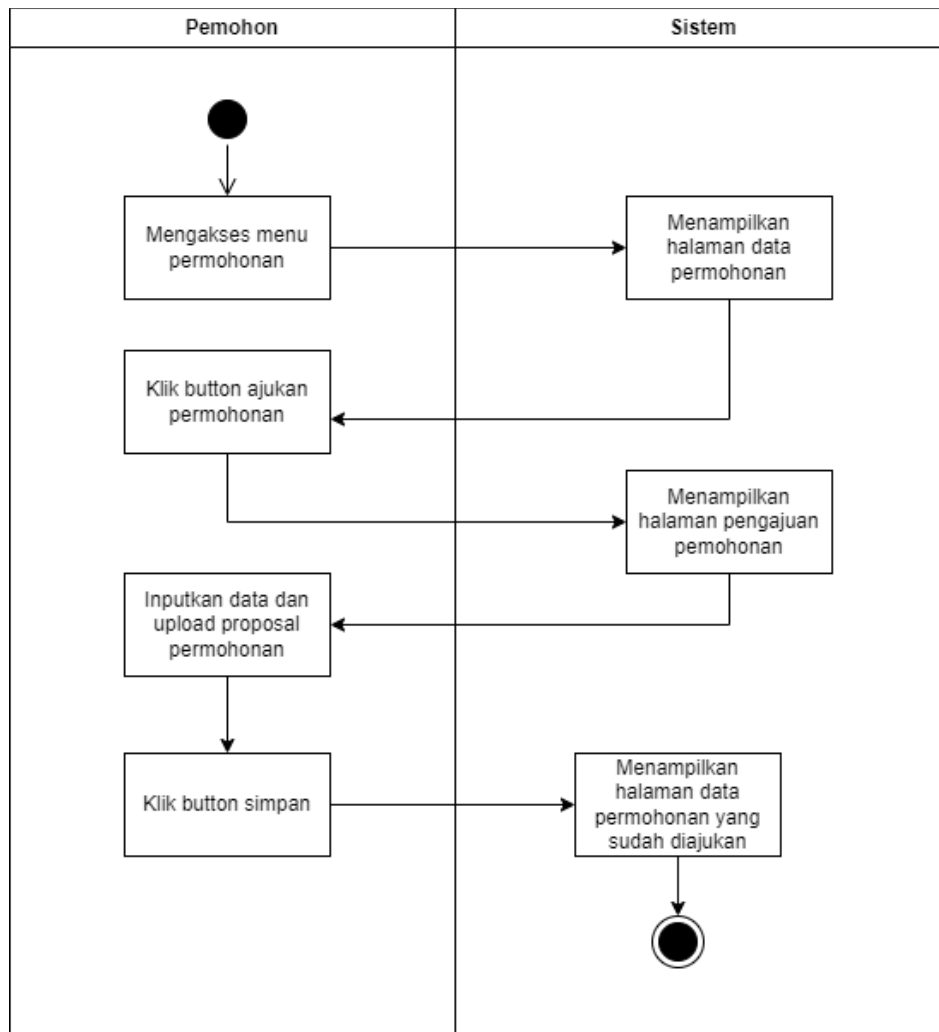 Pemohon
Sistem
Mengakses menu
permohonan
Menampilkan
halaman data
permohonan
Klik button ajukan
permohonan
Menampilkan
halaman pengajuan
pemohonan
Inputkan data dan
upload proposal
permohonan
Klik button simpan
Menampilkan
halaman data
permohonan yang
sudah diajukan